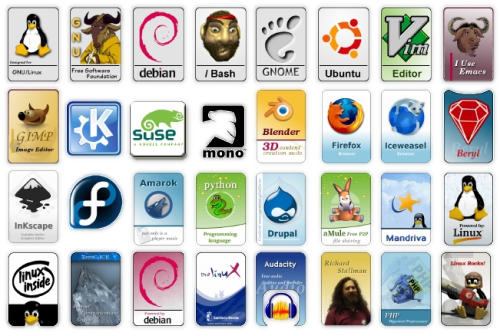 GNU/Linux
GNU
Free Software
Foundation
debian
/ Bash
GNOME
Ubuntu
Vim
Editor
I Use
Emacs
GIMP
Image Editor
K
SUSE
A NOVELL COMPANY
mono
Blender
3D content
creation suite
Firefox
Browser
Iceweasel
Beryl
InkScape
f
Amarok
python
Programming
language
Drupal
aMule Free P2P
file sharing
Mandriva
Powered by
Linux
linux
inside
Powered by
debian
Audacity
Richard
Stallman
PHP
Linux Rocks!